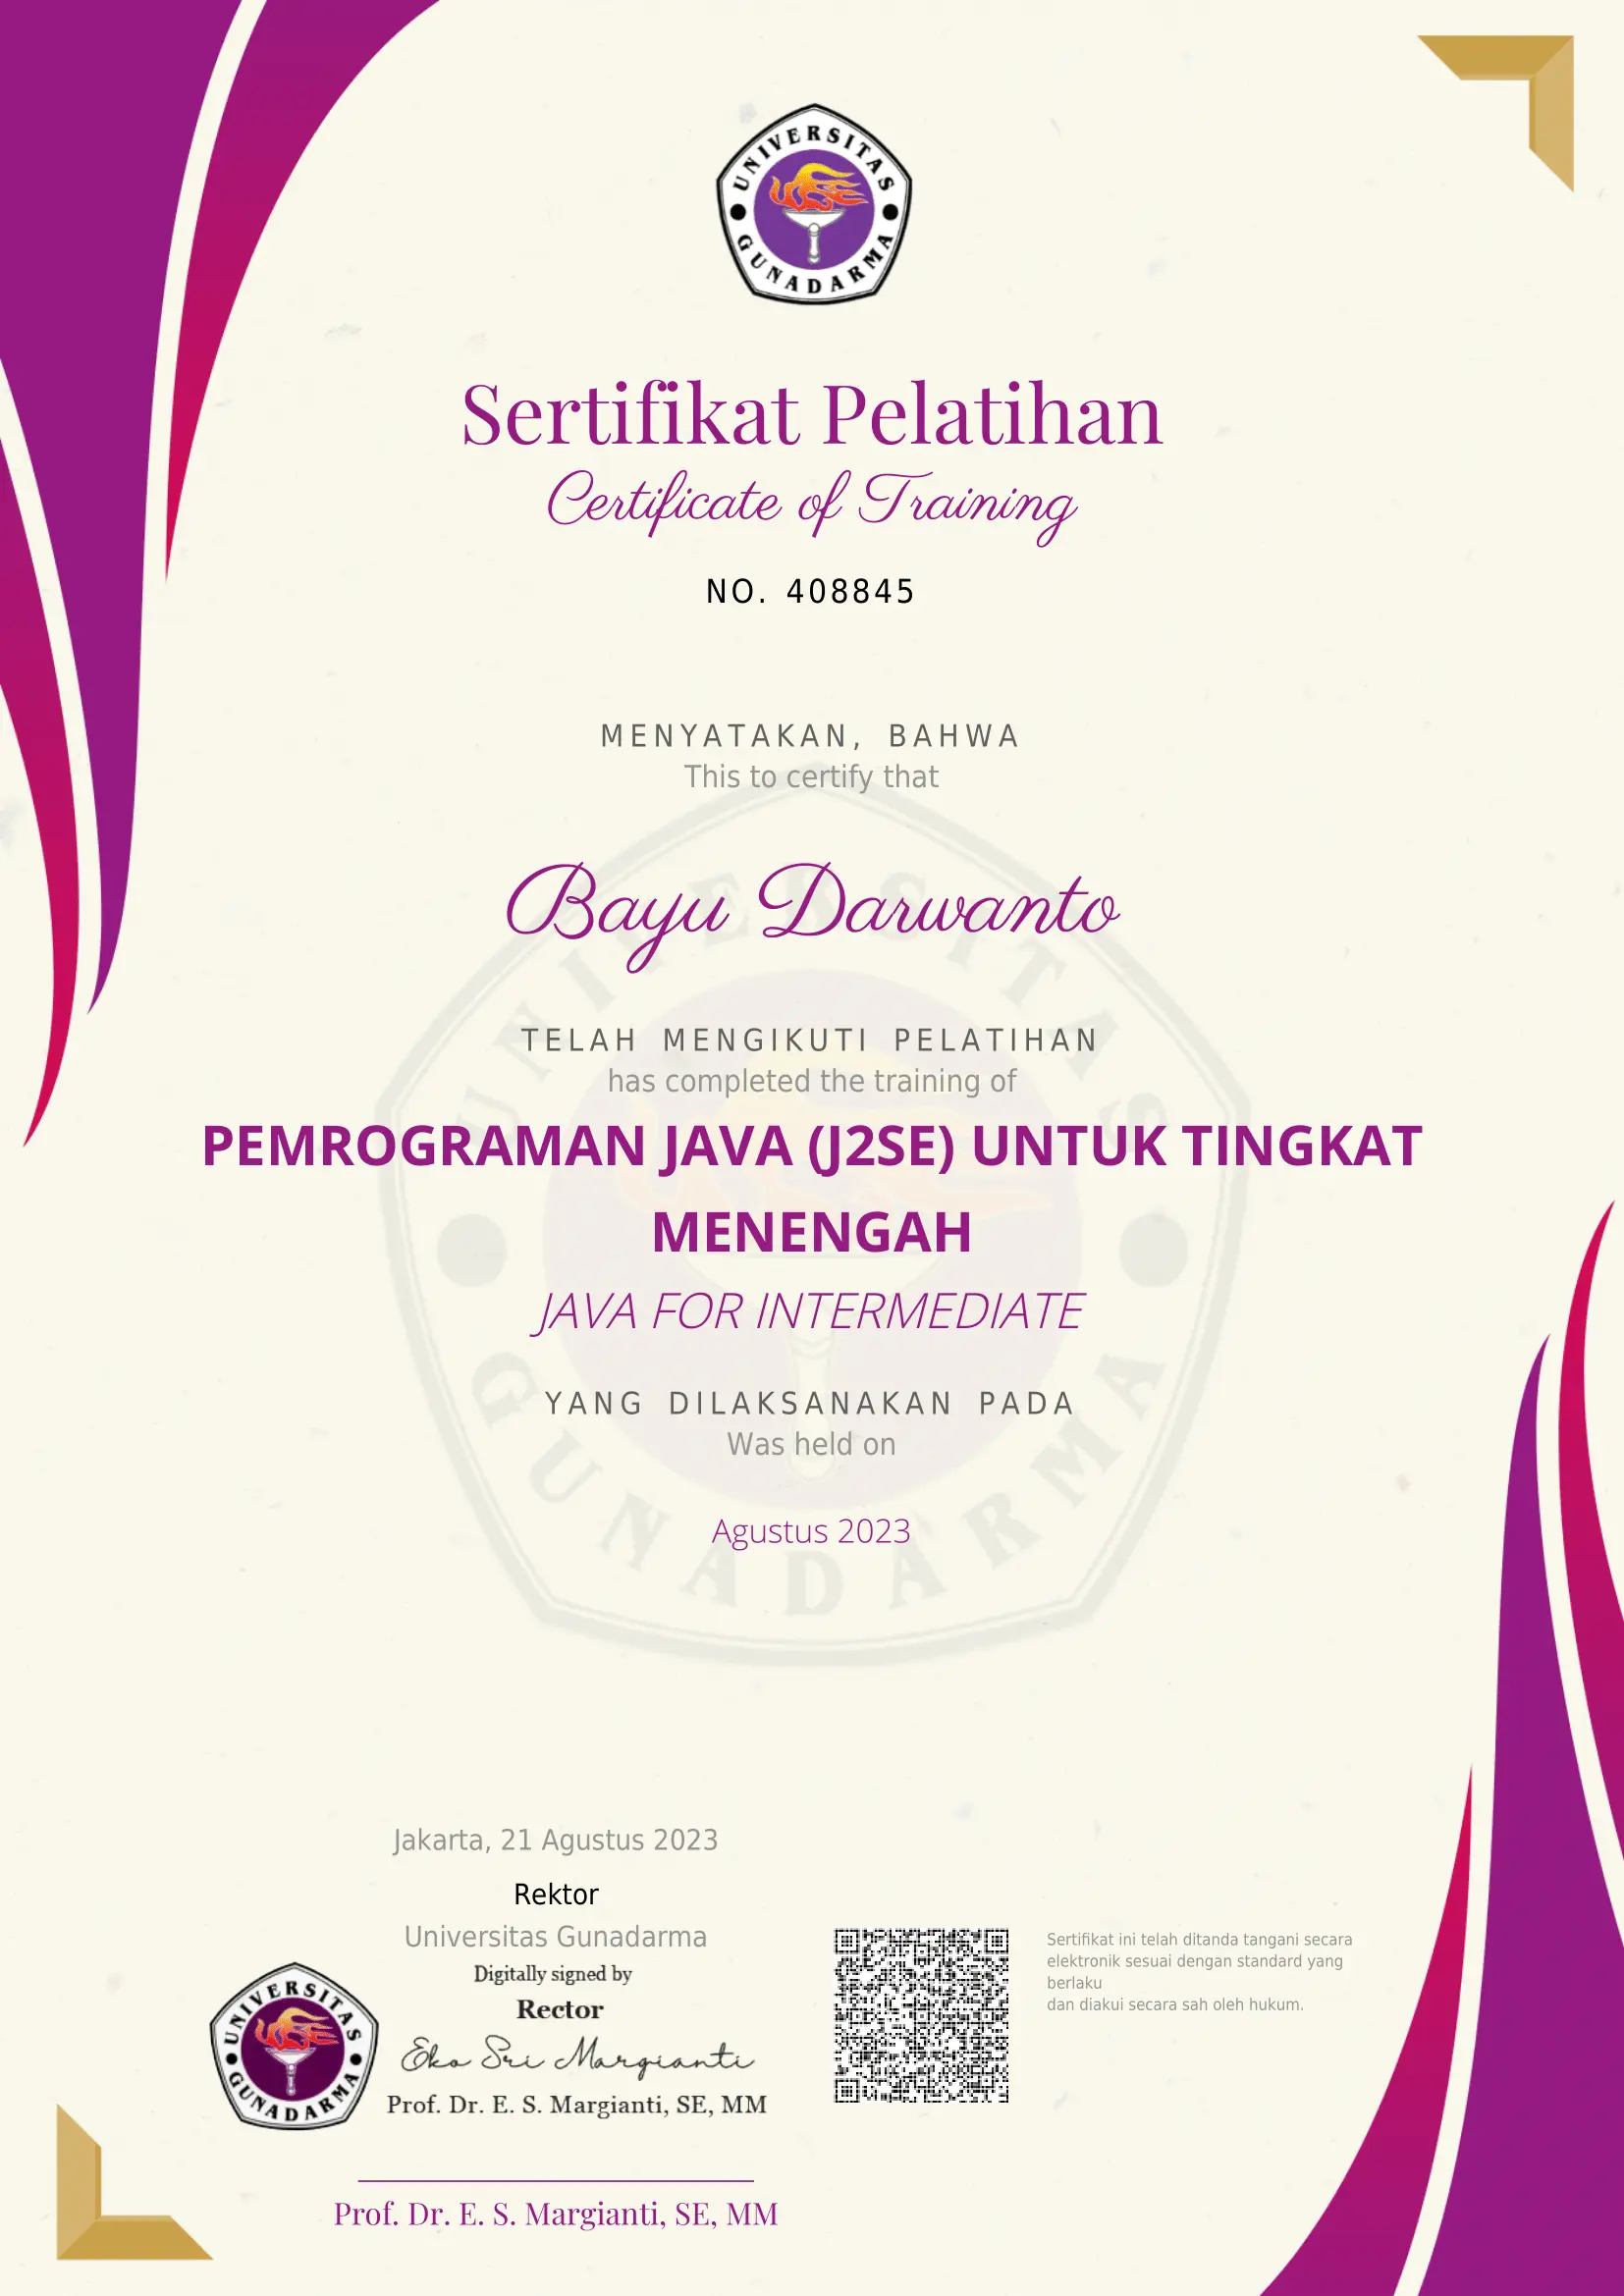 UNIVERSITAS
GUNADARMA
Sertifikat Pelatihan
Certificate of Training
NO. 408845
MENYATAKAN, BAHWA
This to certify that
Bayu Darwanto
TELAH MENGIKUTI PELATIHAN
has completed the training of
PEMROGRAMAN JAVA (J2SE) UNTUK TINGKAT
MENENGAH
JAVA FOR INTERMEDIATE
YANG DILAKSANAKAN PADA
Was held on
Agustus 2023
UNIVERSITAS
GUNADARMA
Jakarta, 21 Agustus 2023
Rektor
Universitas Gunadarma
Digitally signed by
Rector
Eko Sri Margianti
Prof. Dr. E. S. Margianti, SE, MM
UNIVERSITAS
GUNADARMA
Prof. Dr. E. S. Margianti, SE, MM
Sertifikat ini telah ditanda tangani secara
elektronik sesuai dengan standard yang
berlaku
dan diakui secara sah oleh hukum.